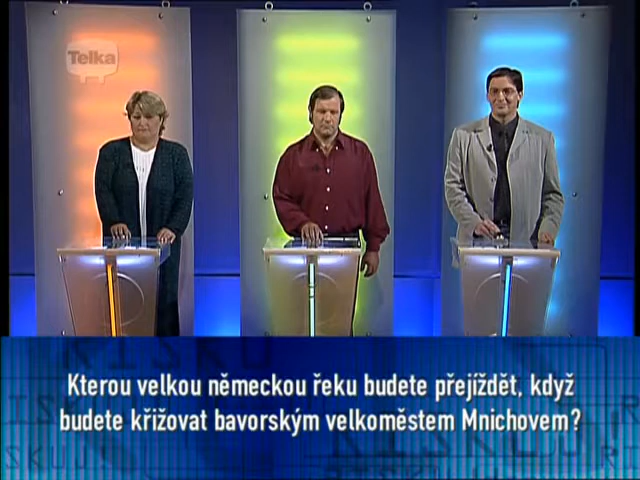 Telka
Kterou velkou německou řeku budete přejíždět, když
budete křižovat bavorským velkoměstem Mnichovem?